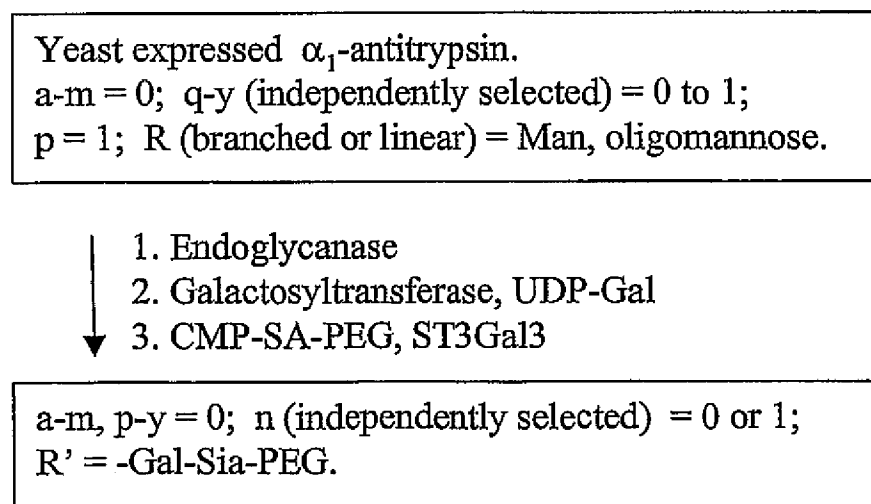 Yeast expressed α₁-antitrypsin.
a-m = 0; q-y (independently selected) = 0 to 1;
p = 1; R (branched or linear) = Man, oligomannose.
1. Endoglycanase
2. Galactosyltransferase, UDP-Gal
3. CMP-SA-PEG, ST3Gal3
a-m, p-y = 0; n (independently selected) = 0 or 1;
R’ = -Gal-Sia-PEG.